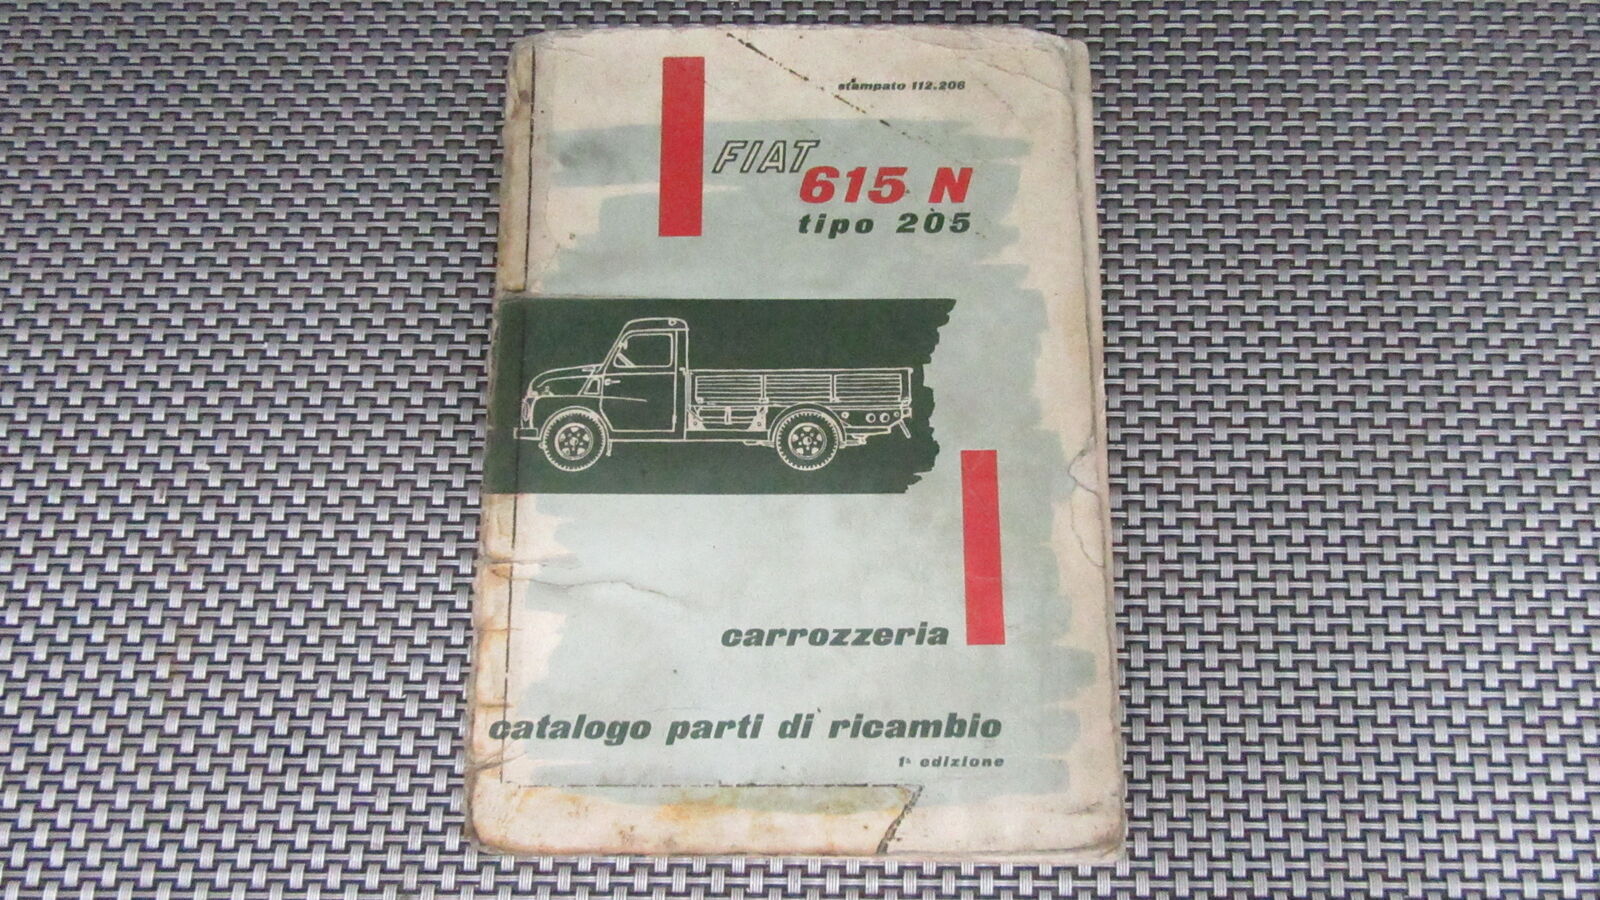 stampato 112.206
FIAT
615 N
tipo 205
carrozzeria
catalogo parti di ricambio
1ª edizione